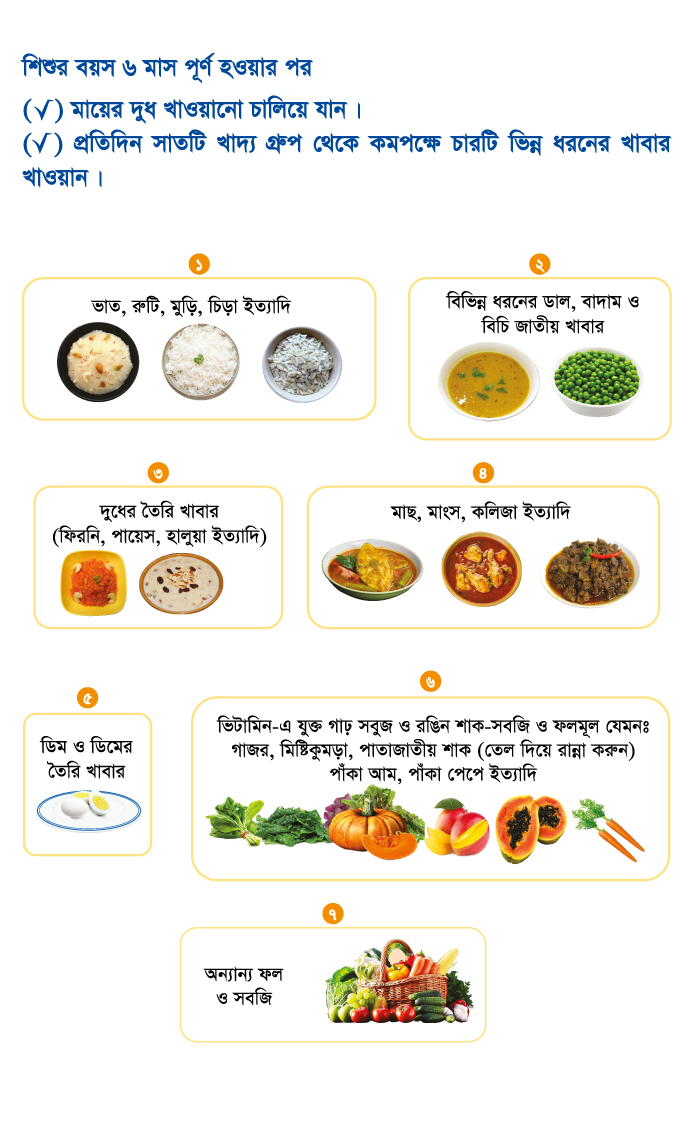 শিশুর বয়স ৬ মাস পূর্ণ হওয়ার পর
(√) মায়ের দুধ খাওয়ানো চালিয়ে যান।
(√) প্রতিদিন সাতটি খাদ্য গ্রুপ থেকে কমপক্ষে চারটি ভিন্ন ধরনের খাবার
খাওয়ান।
১
ভাত, রুটি, মুড়ি, চিড়া ইত্যাদি
২
বিভিন্ন ধরনের ডাল, বাদাম ও
বিচি জাতীয় খাবার
৩
দুধের তৈরি খাবার
(ফিরনি, পায়েস, হালুয়া ইত্যাদি)
৪
মাছ, মাংস, কলিজা ইত্যাদি
৫
ডিম ও ডিমের
তৈরি খাবার
৬
ভিটামিন-এ যুক্ত গাঢ় সবুজ ও রঙিন শাক-সবজি ও ফলমূল যেমনঃ
গাজর, মিষ্টিকুমড়া, পাতাজাতীয় শাক (তেল দিয়ে রান্না করুন)
পাঁকা আম, পাঁকা পেপে ইত্যাদি
৭
অন্যান্য ফল
ও সবজি